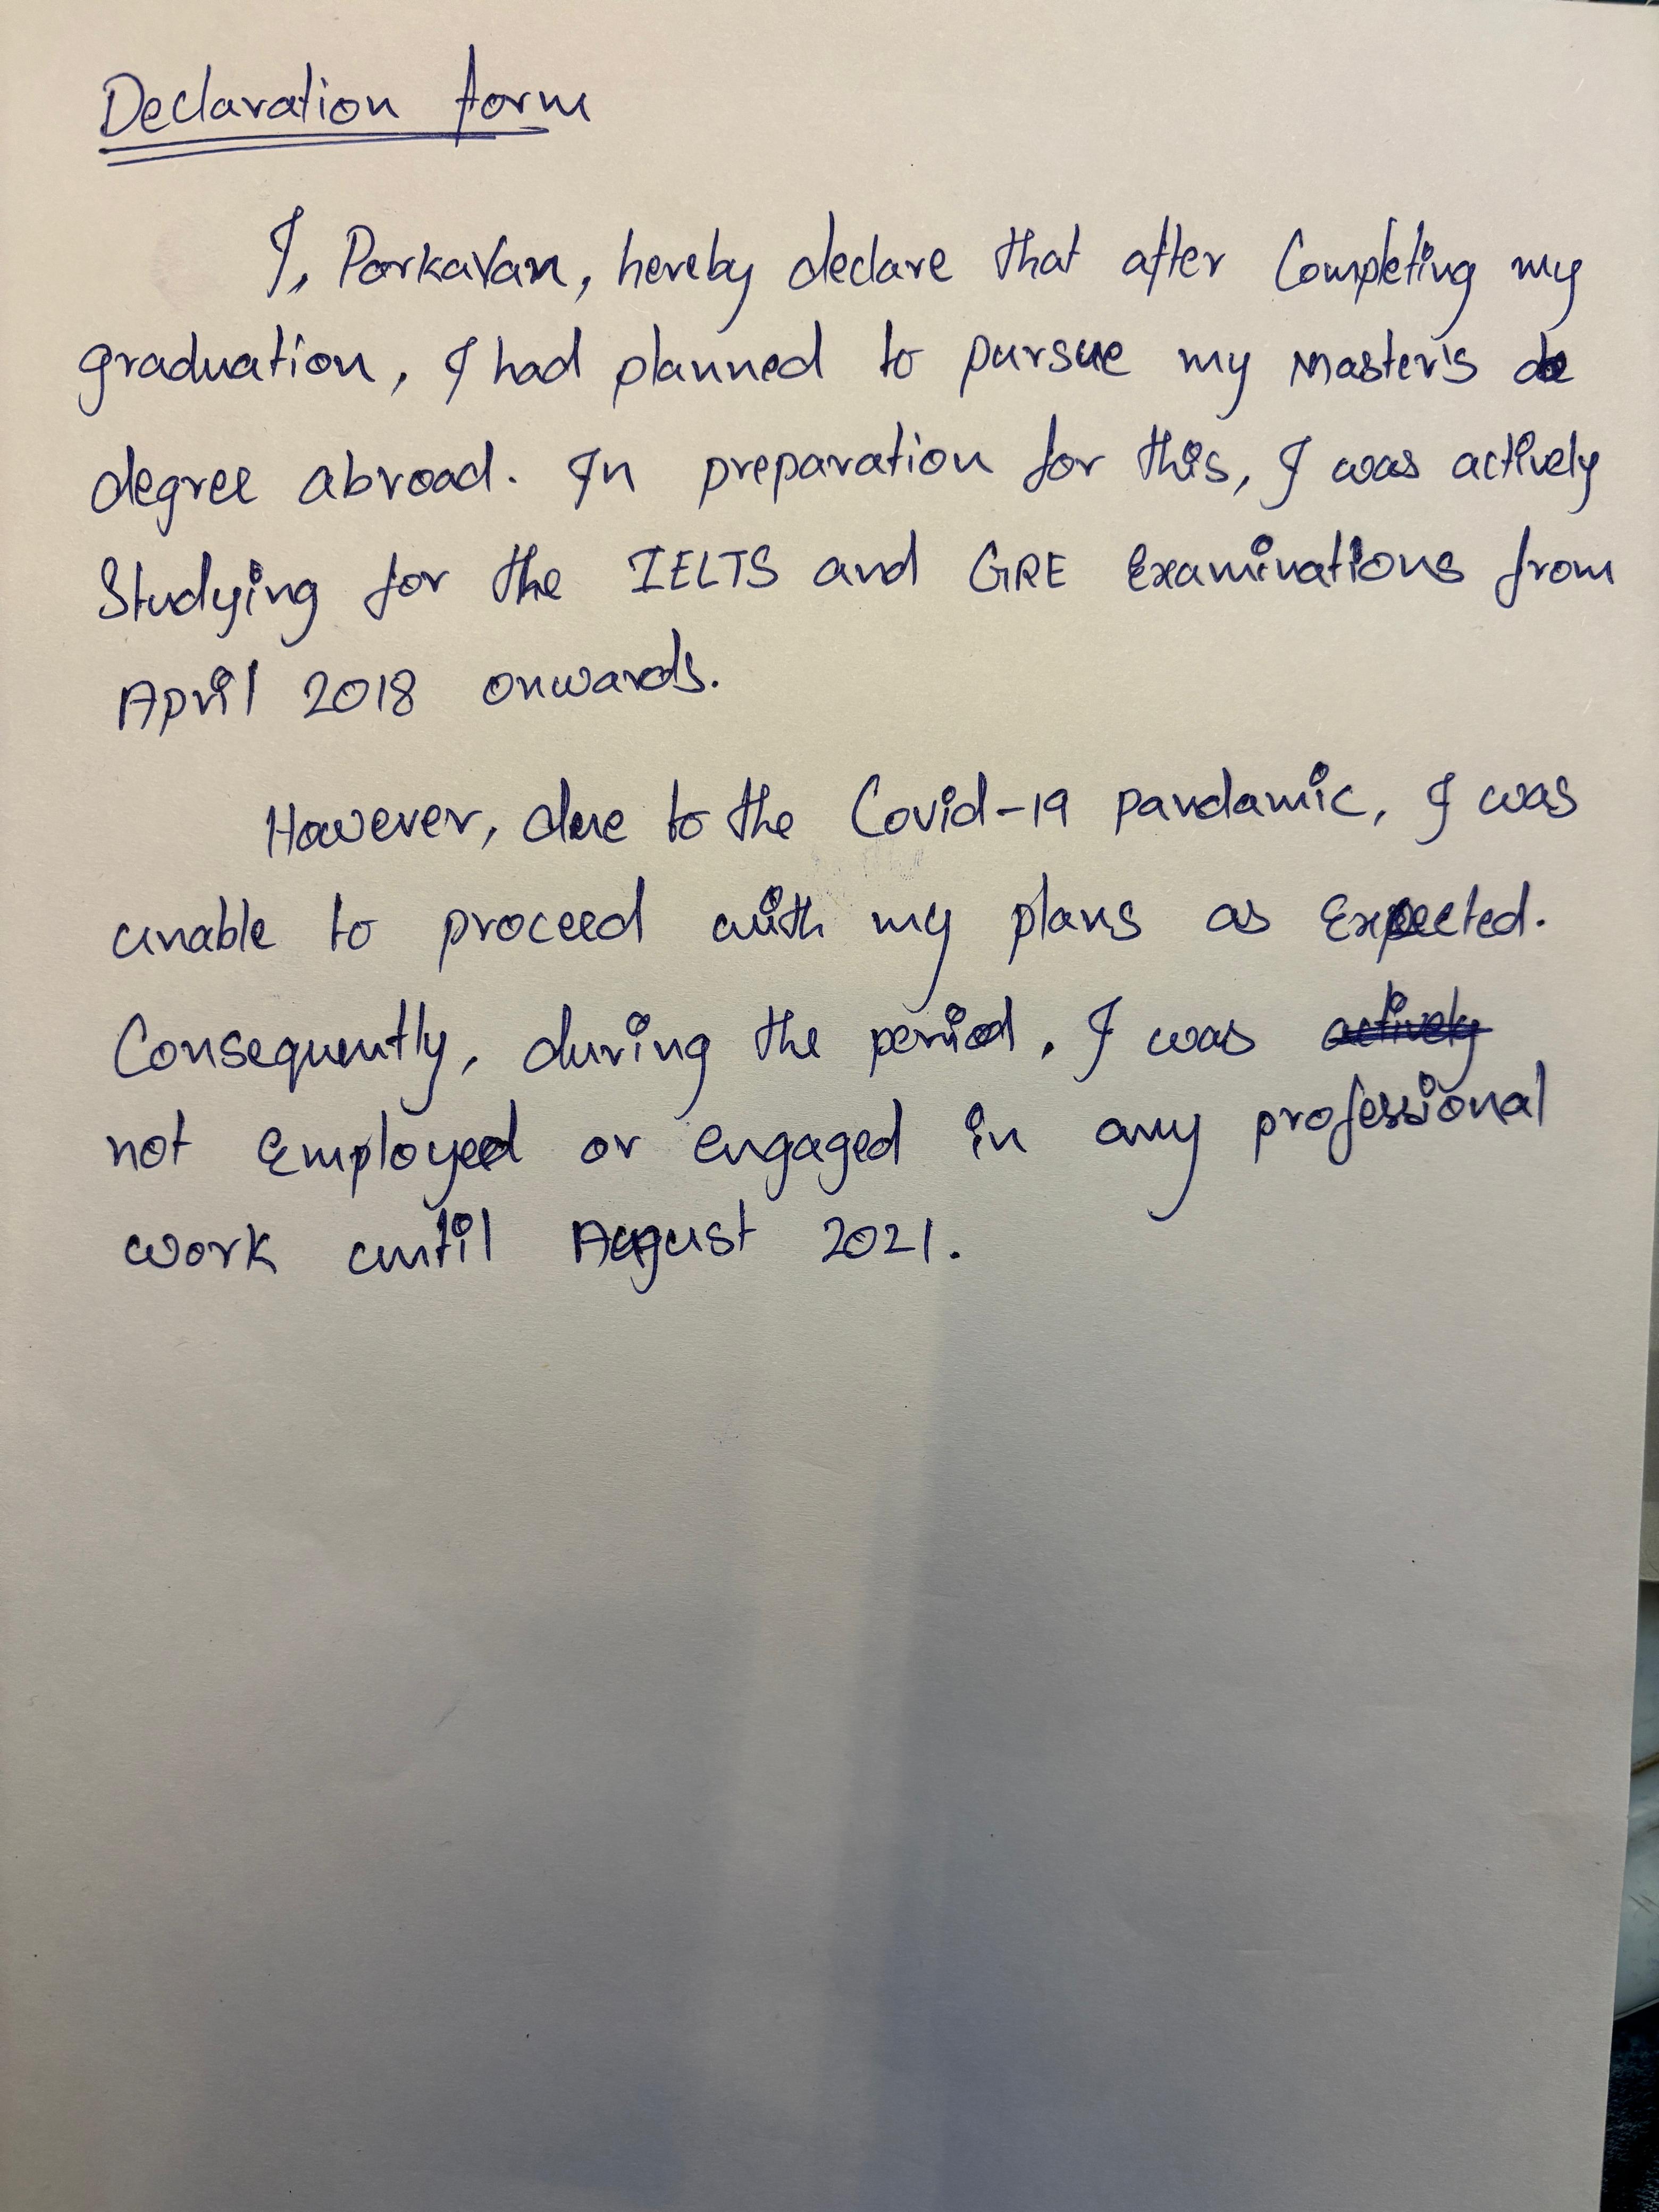 Declaration form
I, Parkavan, hereby declare that after Completing my
graduation, I had planned to pursue my Master's de
degree abroad. In preparation for this, I was actively
Studying for the IELTS and GRE Examinations from
April 2018 onwards.
However, due to the Covid-19 pandamic, I was
unable to proceed with my plans as Expected.
Consequently, during the period, I was actively
not Employed or engaged in any professional
work until August 2021.